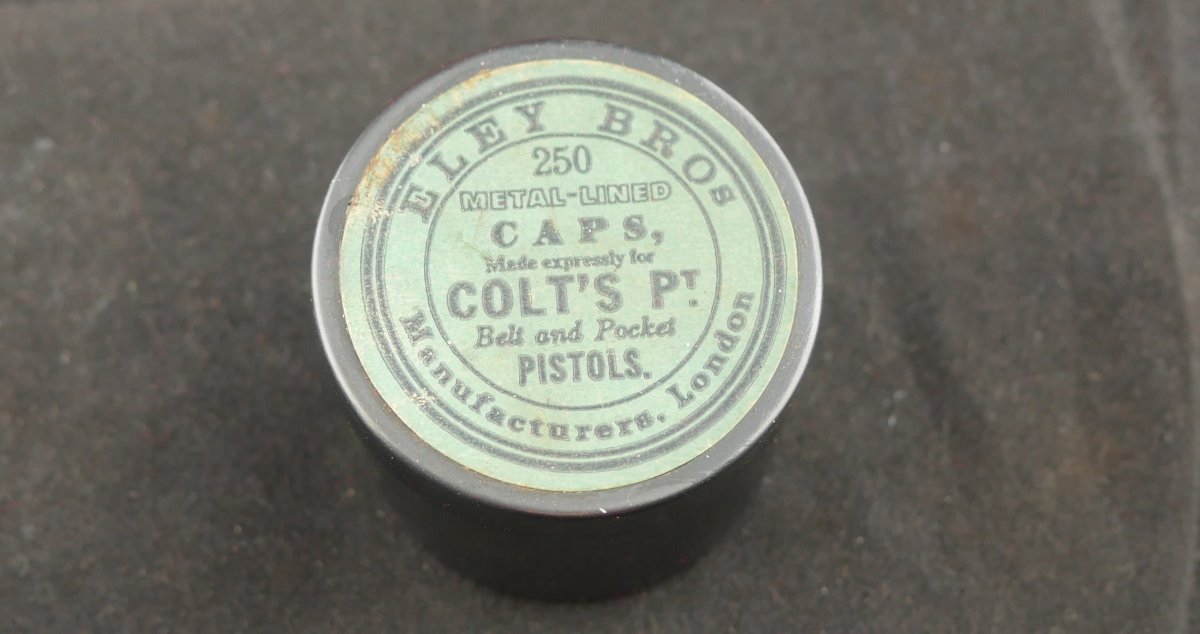 ELEY BROS
250
METAL-LINED
CAPS,
Made expressly for
COLT'S PT.
Belt and Pocket
PISTOLS.
Manufacturers, London